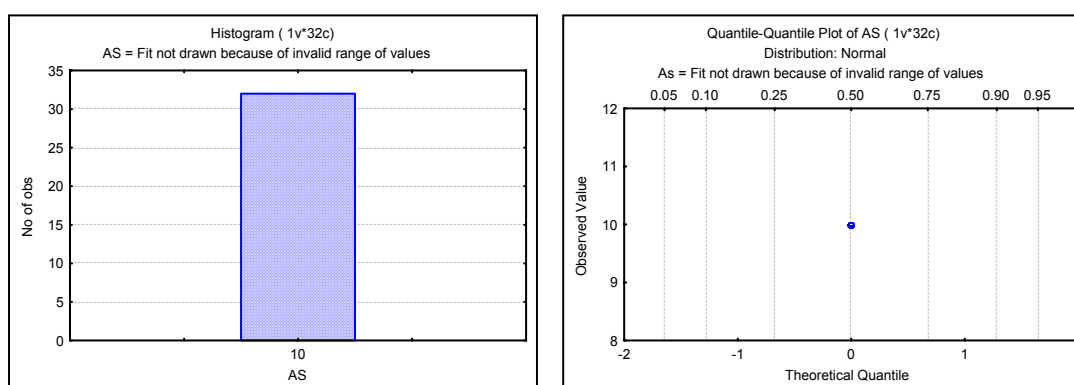 Histogram ( 1v*32c)
AS = Fit not drawn because of invalid range of values
35
30
25
20
15
10
5
0
No of obs
10
AS
Quantile-Quantile Plot of AS ( 1v*32c)
Distribution: Normal
As = Fit not drawn because of invalid range of values
0.05 0.10 0.25 0.50 0.75 0.90 0.95
12
11
10
9
8
Observed Value
-2 -1 0 1
Theoretical Quantile